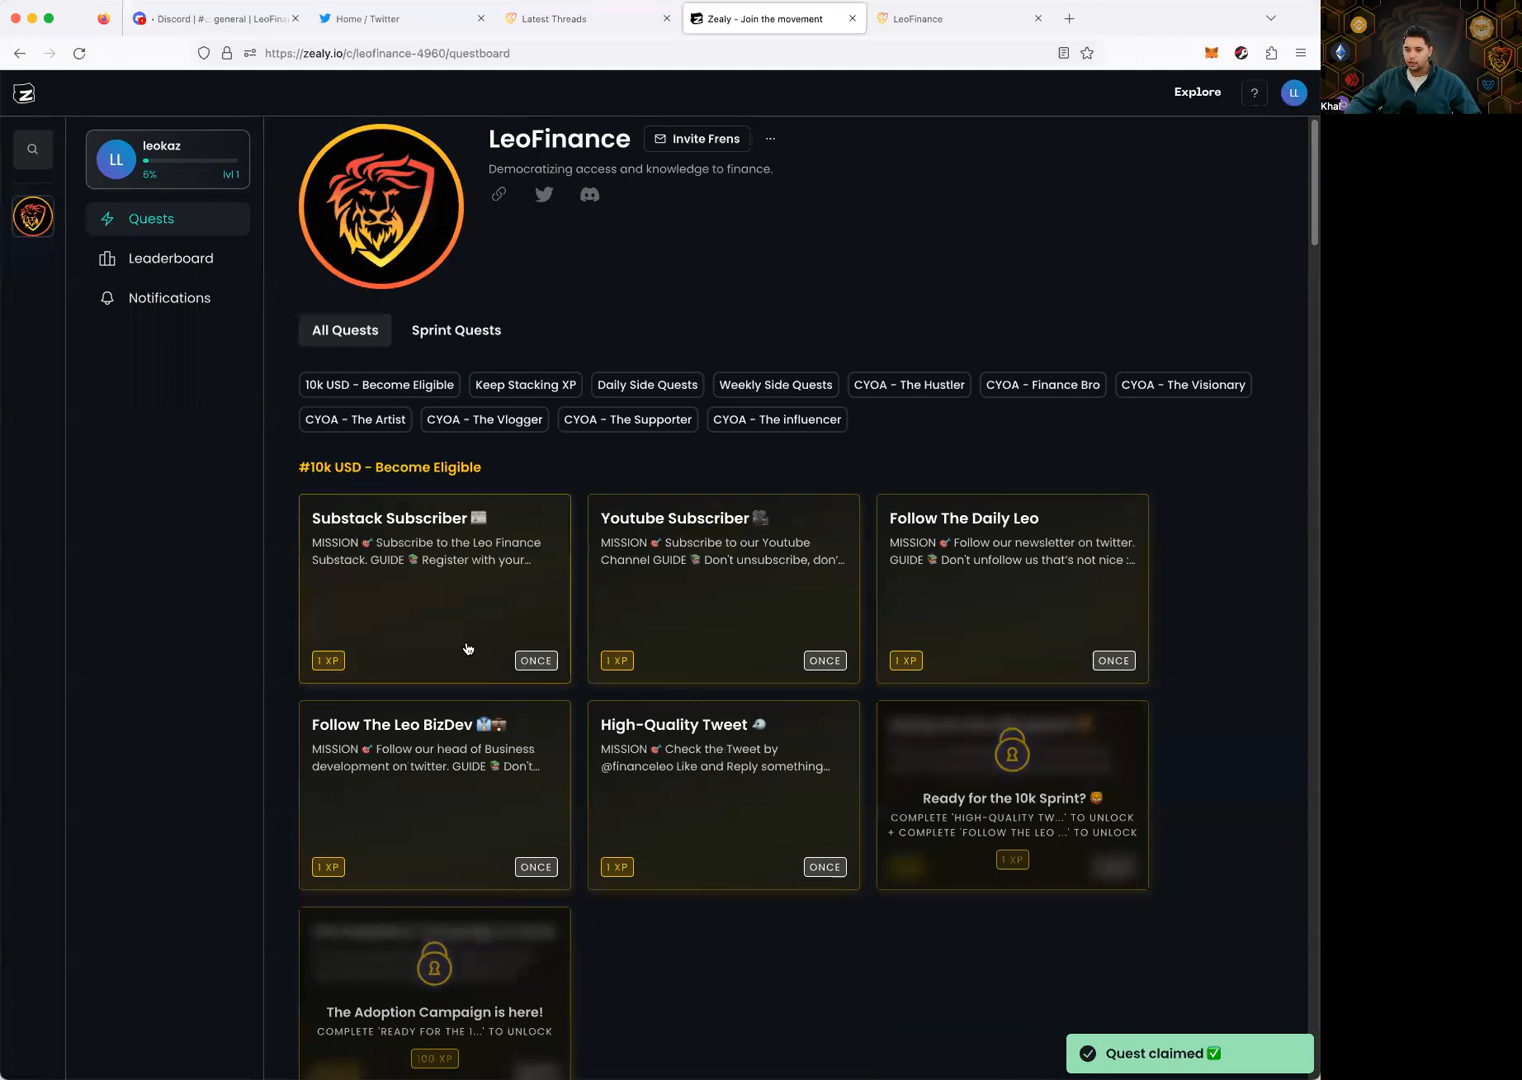 · Discord | #... general | LeoFina
Home / Twitter
Latest Threads
Zealy - Join the movement
LeoFinance
https://zealy.io/c/leofinance-4960/questboard
Khal
Explore
?
LL
LL
leokaz
6%
lvl 1
Quests
Leaderboard
Notifications
LeoFinance
Invite Frens
...
Democratizing access and knowledge to finance.
All Quests
Sprint Quests
10k USD - Become Eligible
Keep Stacking XP
Daily Side Quests
Weekly Side Quests
CYOA - The Hustler
CYOA - Finance Bro
CYOA - The Visionary
CYOA - The Artist
CYOA - The Vlogger
CYOA - The Supporter
CYOA - The influencer
#10k USD - Become Eligible
Substack Subscriber 📰
MISSION 🎯 Subscribe to the Leo Finance
Substack. GUIDE 📚 Register with your...
1 XP
ONCE
Youtube Subscriber 🎥
MISSION 🎯 Subscribe to our Youtube
Channel GUIDE 📚 Don't unsubscribe, don'...
1 XP
ONCE
Follow The Daily Leo
MISSION 🎯 Follow our newsletter on twitter.
GUIDE 📚 Don't unfollow us that's not nice :...
1 XP
ONCE
Follow The Leo BizDev 👔💼
MISSION 🎯 Follow our head of Business
development on twitter. GUIDE 📚 Don't...
1 XP
ONCE
High-Quality Tweet
MISSION 🎯 Check the Tweet by
@financeleo Like and Reply something...
1 XP
ONCE
Ready for the 10k Sprint? 🦁
COMPLETE 'HIGH-QUALITY TW...' TO UNLOCK
+ COMPLETE 'FOLLOW THE LEO ...' TO UNLOCK
1 XP
The Adoption Campaign is here!
COMPLETE 'READY FOR THE 1...' TO UNLOCK
100 XP
Quest claimed ✅